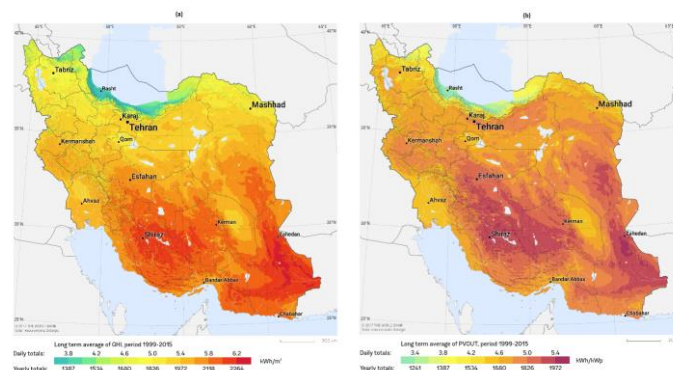 (a)
(b)
Tabriz
Rasht
Karaj
Tehran
Mashhad
Qom
Kermanshah
Esfahan
Ahvaz
Kerman
Shiraz
Zahedan
Bandar Abbas
Chabahar
Tabriz
Rasht
Karaj
Tehran
Mashhad
Qom
Kermanshah
Esfahan
Ahvaz
Kerman
Shiraz
Zahedan
Bandar Abbas
Chabahar
Long term average of GHI, period 1999-2015
Daily totals: 3.8 4.2 4.6 5.0 5.4 5.8 6.2 kWh/m²
Yearly totals: 1387 1534 1680 1826 1972 2118 2264
Long term average of PVOUT, period 1999-2015
Daily totals: 3.4 3.8 4.2 4.6 5.0 5.4 kWh/kWp
Yearly totals: 1241 1387 1534 1680 1826 1972